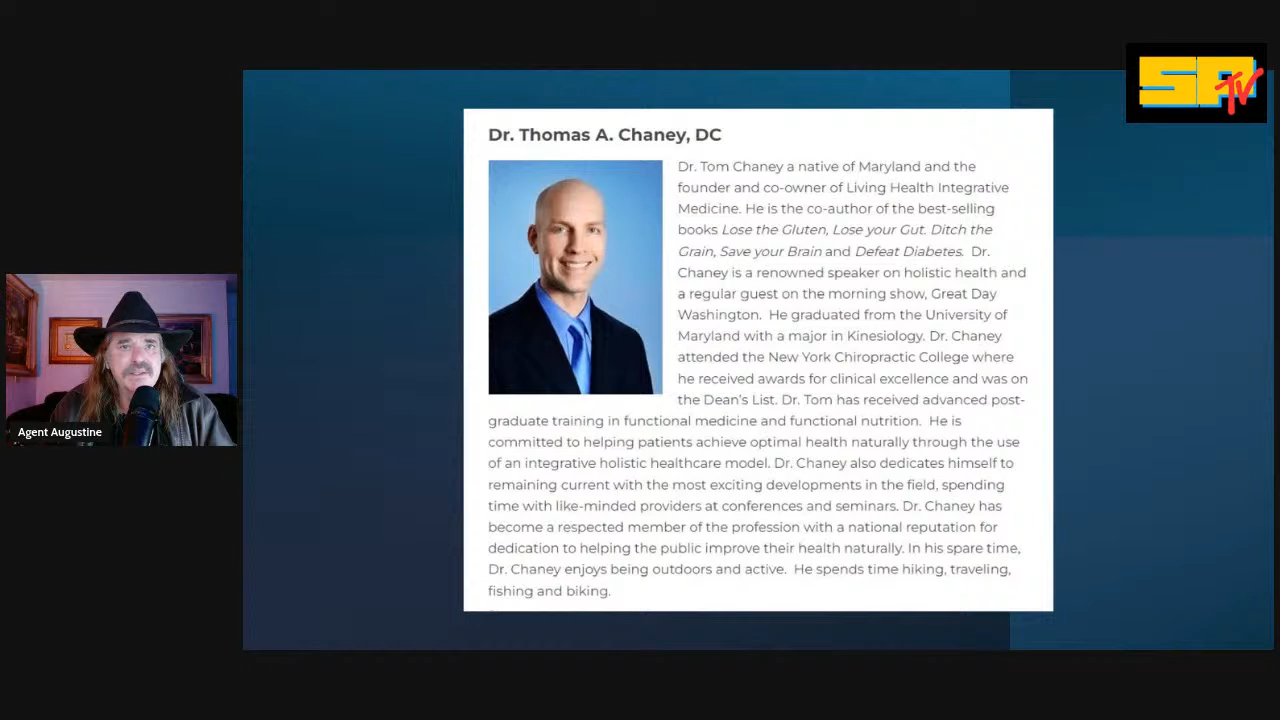 SPTV
Dr. Thomas A. Chaney, DC
Dr. Tom Chaney a native of Maryland and the
founder and co-owner of Living Health Integrative
Medicine. He is the co-author of the best-selling
books Lose the Gluten, Lose your Gut. Ditch the
Grain, Save your Brain and Defeat Diabetes. Dr.
Chaney is a renowned speaker on holistic health and
a regular guest on the morning show, Great Day
Washington. He graduated from the University of
Maryland with a major in Kinesiology. Dr. Chaney
attended the New York Chiropractic College where
he received awards for clinical excellence and was on
the Dean's List. Dr. Tom has received advanced post-
graduate training in functional medicine and functional nutrition. He is
committed to helping patients achieve optimal health naturally through the use
of an integrative holistic healthcare model. Dr. Chaney also dedicates himself to
remaining current with the most exciting developments in the field, spending
time with like-minded providers at conferences and seminars. Dr. Chaney has
become a respected member of the profession with a national reputation for
dedication to helping the public improve their health naturally. In his spare time,
Dr. Chaney enjoys being outdoors and active. He spends time hiking, traveling,
fishing and biking.
Agent Augustine